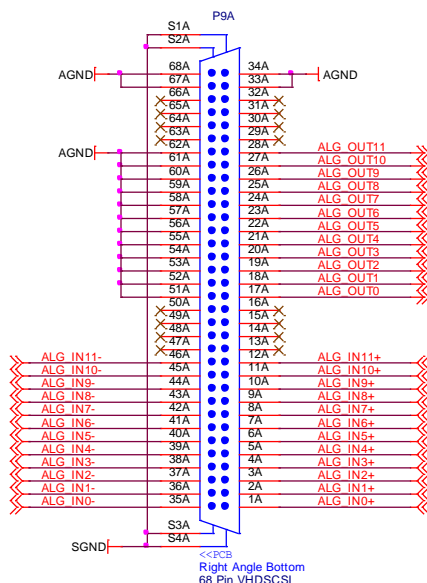 P9A
S1A
S2A
68A 34A
AGND 67A 33A AGND
66A 32A
65A 31A
64A 30A
63A 29A
62A 28A ALG_OUT11
AGND 61A 27A ALG_OUT10
60A 26A ALG_OUT9
59A 25A ALG_OUT8
58A 24A ALG_OUT7
57A 23A ALG_OUT6
56A 22A ALG_OUT5
55A 21A ALG_OUT4
54A 20A ALG_OUT3
53A 19A ALG_OUT2
52A 18A ALG_OUT1
51A 17A ALG_OUT0
50A 16A
49A 15A
48A 14A
47A 13A
ALG_IN11- 46A 12A ALG_IN11+
ALG_IN10- 45A 11A ALG_IN10+
ALG_IN9- 44A 10A ALG_IN9+
ALG_IN8- 43A 9A ALG_IN8+
ALG_IN7- 42A 8A ALG_IN7+
ALG_IN6- 41A 7A ALG_IN6+
ALG_IN5- 40A 6A ALG_IN5+
ALG_IN4- 39A 5A ALG_IN4+
ALG_IN3- 38A 4A ALG_IN3+
ALG_IN2- 37A 3A ALG_IN2+
ALG_IN1- 36A 2A ALG_IN1+
ALG_IN0- 35A 1A ALG_IN0+
S3A
SGND S4A
<<PCB
Right Angle Bottom
68 Pin VHDSCSI